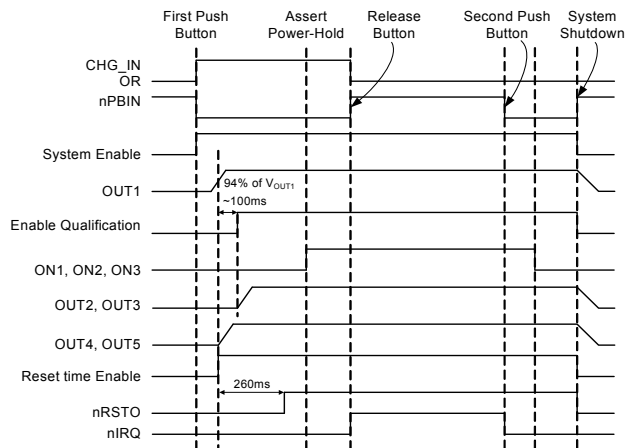 First Push
Button
Assert
Power-Hold
Release
Button
Second Push
Button
System
Shutdown
CHG_IN
OR
nPBIN
System Enable
OUT1
94% of VOUT1
~100ms
Enable Qualification
ON1, ON2, ON3
OUT2, OUT3
OUT4, OUT5
Reset time Enable
260ms
nRSTO
nIRQ